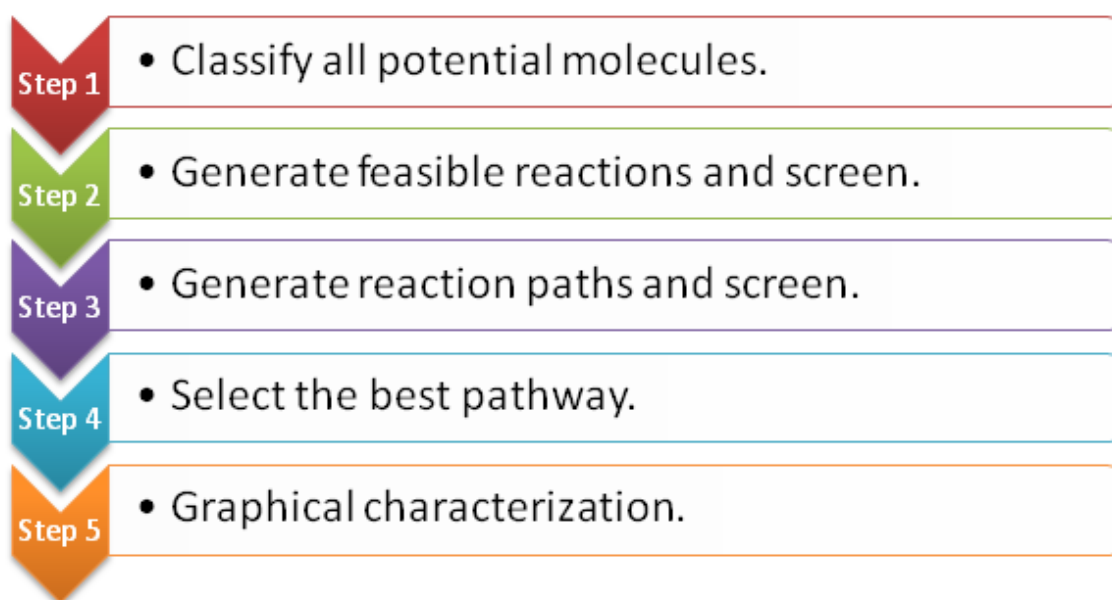 Step 1
• Classify all potential molecules.
Step 2
• Generate feasible reactions and screen.
Step 3
• Generate reaction paths and screen.
Step 4
• Select the best pathway.
Step 5
• Graphical characterization.